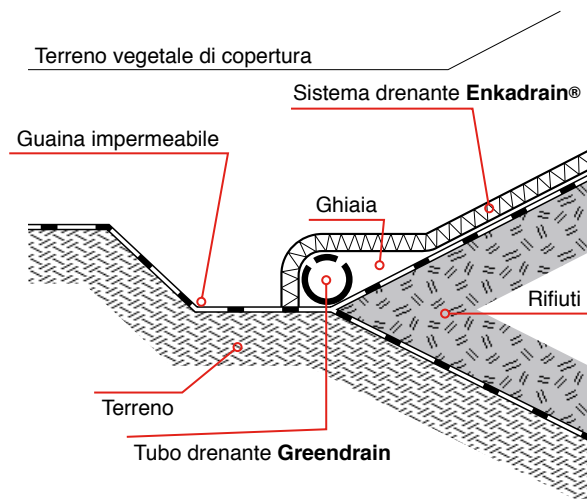 Terreno vegetale di copertura
Sistema drenante Enkadrain®
Guaina impermeabile
Ghiaia
Rifiuti
Terreno
Tubo drenante Greendrain